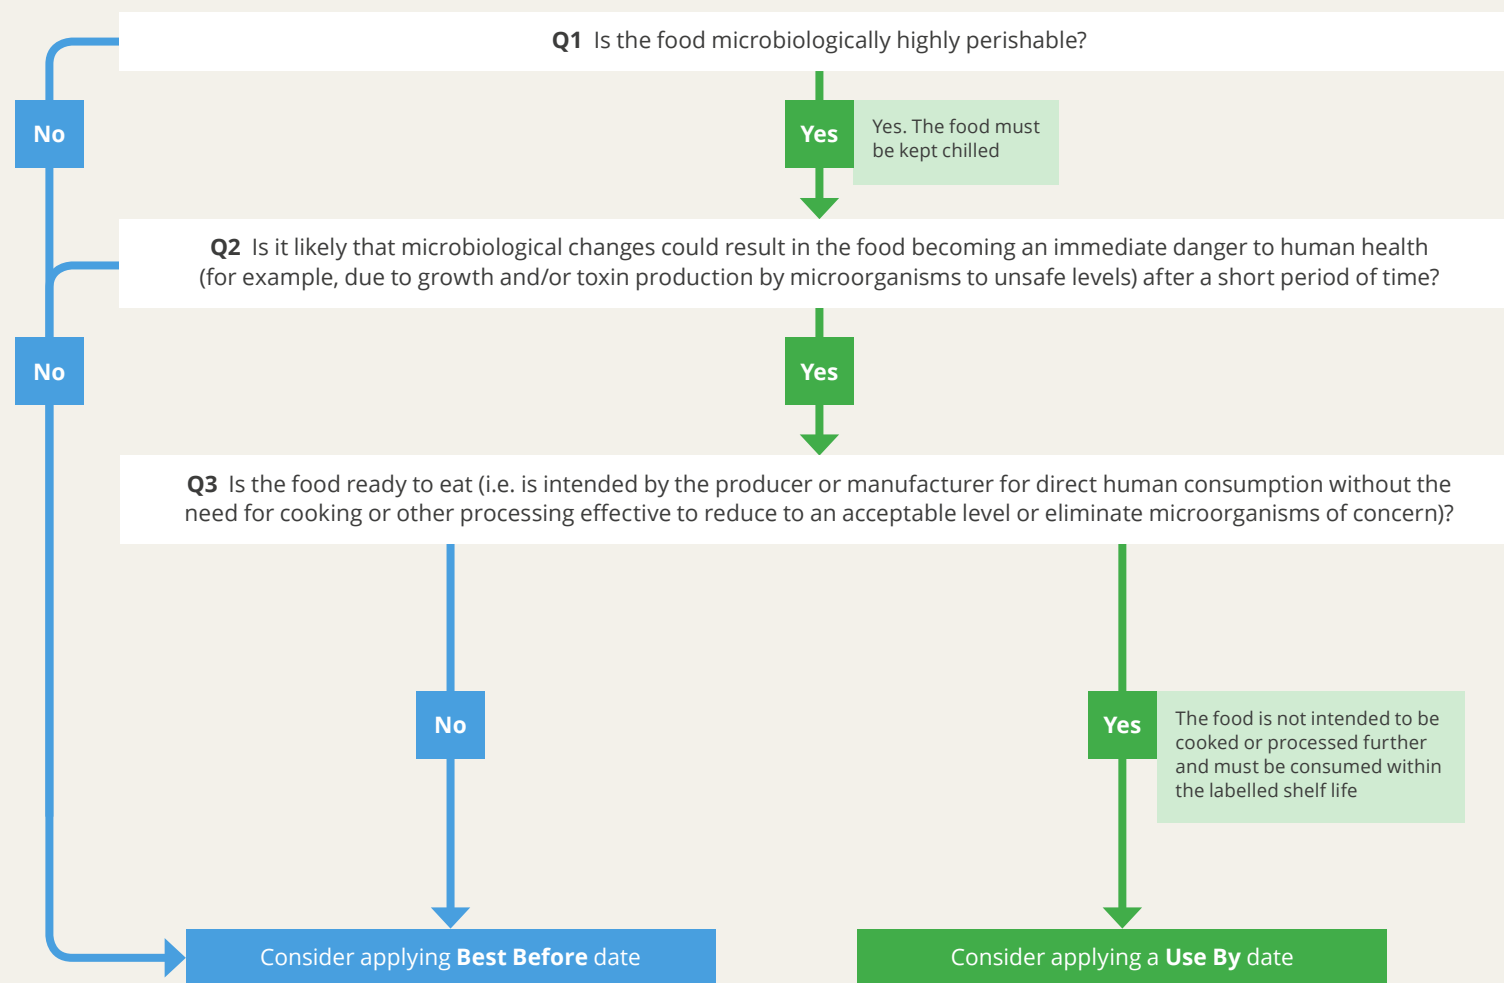 Q1 Is the food microbiologically highly perishable?
No
Yes
Yes. The food must
be kept chilled
Q2 Is it likely that microbiological changes could result in the food becoming an immediate danger to human health
(for example, due to growth and/or toxin production by microorganisms to unsafe levels) after a short period of time?
No
Yes
Q3 Is the food ready to eat (i.e. is intended by the producer or manufacturer for direct human consumption without the
need for cooking or other processing effective to reduce to an acceptable level or eliminate microorganisms of concern)?
No
Yes
The food is not intended to be
cooked or processed further
and must be consumed within
the labelled shelf life
Consider applying Best Before date
Consider applying a Use By date